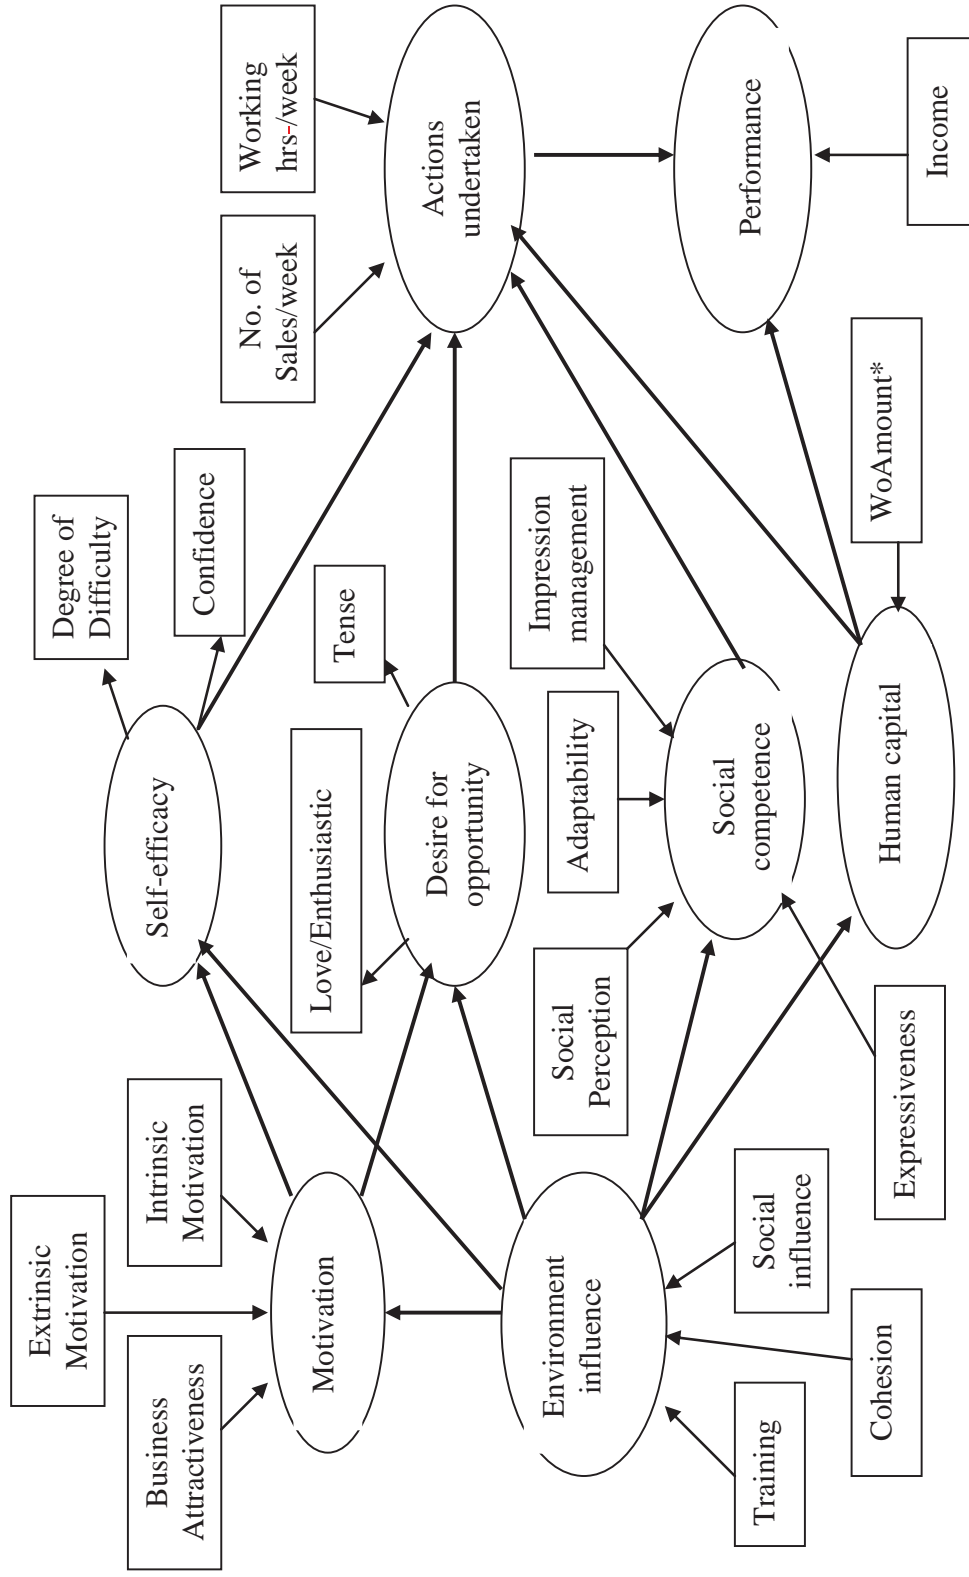 Extrinsic
Motivation
Business
Attractiveness
Intrinsic
Motivation
Motivation
Environment
influence
Training
Cohesion
Social
influence
Degree of
Difficulty
Confidence
Self-efficacy
Love/Enthusiastic
Tense
Desire for
opportunity
Social
Perception
Adaptability
Impression
management
Social
competence
Expressiveness
Human capital
WoAmount*
No. of
Sales/week
Working
hrs-/week
Actions
undertaken
Performance
Income